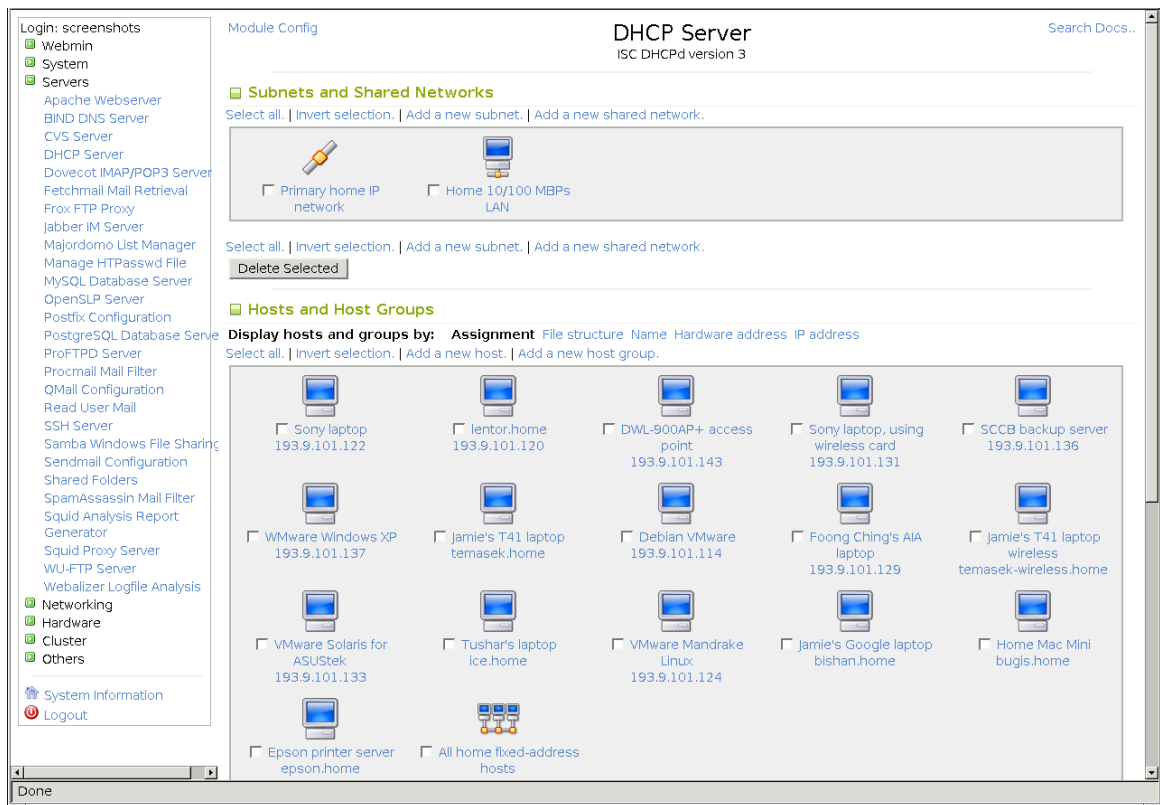 Login: screenshots
Webmin
System
Servers
Apache Webserver
BIND DNS Server
CVS Server
DHCP Server
Dovecot IMAP/POP3 Server
Fetchmail Mail Retrieval
Frox FTP Proxy
Jabber IM Server
Majordomo List Manager
Manage HTPasswd File
MySQL Database Server
OpenSLP Server
Postfix Configuration
PostgreSQL Database Serve
ProFTPD Server
Procmail Mail Filter
QMail Configuration
Read User Mail
SSH Server
Samba Windows File Sharing
Sendmail Configuration
Shared Folders
SpamAssassin Mail Filter
Squid Analysis Report
Generator
Squid Proxy Server
WU-FTP Server
Webalizer Logfile Analysis
Networking
Hardware
Cluster
Others
System Information
Logout
Module Config
DHCP Server
ISC DHCPd version 3
Search Docs..
Subnets and Shared Networks
Select all. | Invert selection. | Add a new subnet. | Add a new shared network.
Primary home IP
network
Home 10/100 MBPs
LAN
Select all. | Invert selection. | Add a new subnet. | Add a new shared network.
Delete Selected
Hosts and Host Groups
Display hosts and groups by: Assignment File structure Name Hardware address IP address
Select all. | Invert selection. | Add a new host. | Add a new host group.
Sony laptop
193.9.101.122
lentor.home
193.9.101.120
DWL-900AP+ access
point
193.9.101.143
Sony laptop, using
wireless card
193.9.101.131
SCCB backup server
193.9.101.136
WMware Windows XP
193.9.101.137
Jamie's T41 laptop
temasek.home
Debian VMware
193.9.101.114
Foong Ching's AIA
laptop
193.9.101.129
Jamie's T41 laptop
wireless
temasek-wireless.home
VMware Solaris for
ASUStek
193.9.101.133
Tushar's laptop
ice.home
VMware Mandrake
Linux
193.9.101.124
Jamie's Google laptop
bishan.home
Home Mac Mini
bugis.home
Epson printer server
epson.home
All home fixed-address
hosts
Done